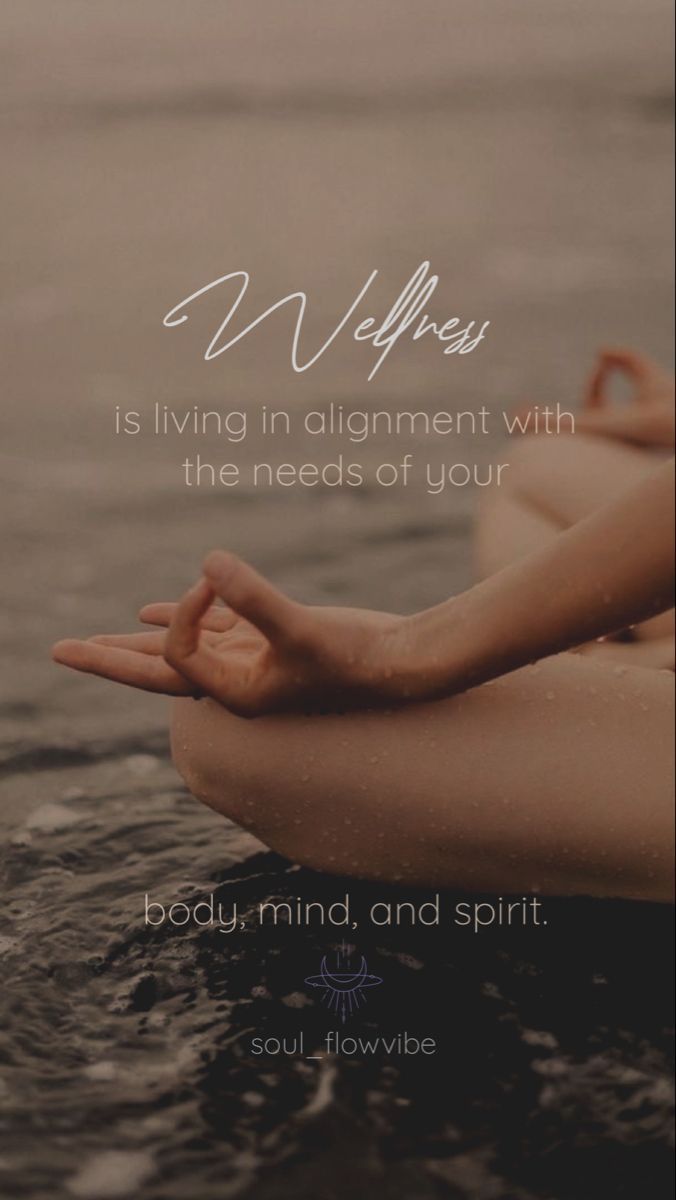 Wellness
is living in alignment with
the needs of your
body, mind, and spirit.
soul_flowvibe